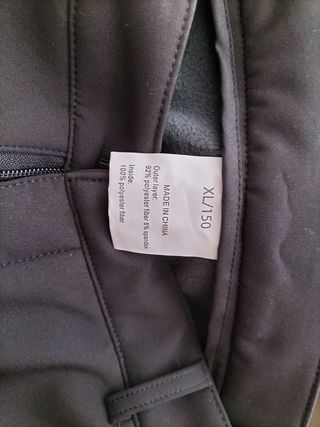 XL/150
MADE IN CHINA
Outer layer:
92% polyester fiber 8% spandex
Inside:
100% polyester fiber